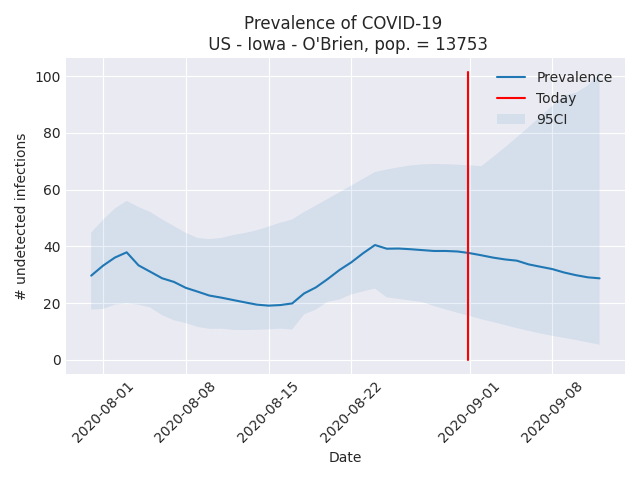 Prevalence of COVID-19
US - Iowa - O'Brien, pop. = 13753
# undetected infections
100
80
60
40
20
0
Prevalence
Today
95CI
2020-08-01
2020-08-08
2020-08-15
2020-08-22
2020-09-01
2020-09-08
Date